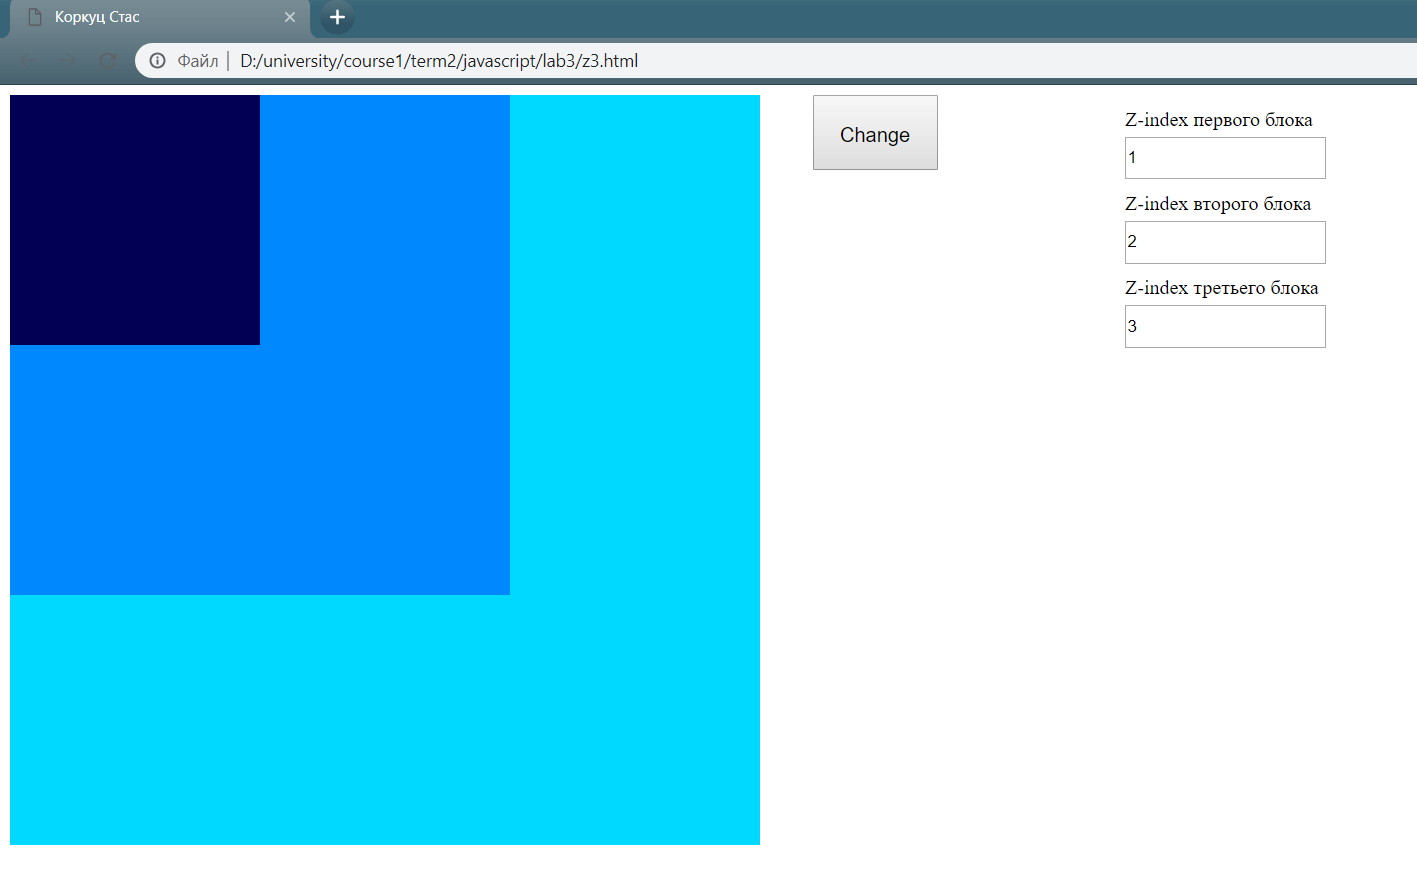 Коркуц Стас
Файл | D:/university/course1/term2/javascript/lab3/z3.html
Change
Z-index первого блока
1
Z-index второго блока
2
Z-index третьего блока
3